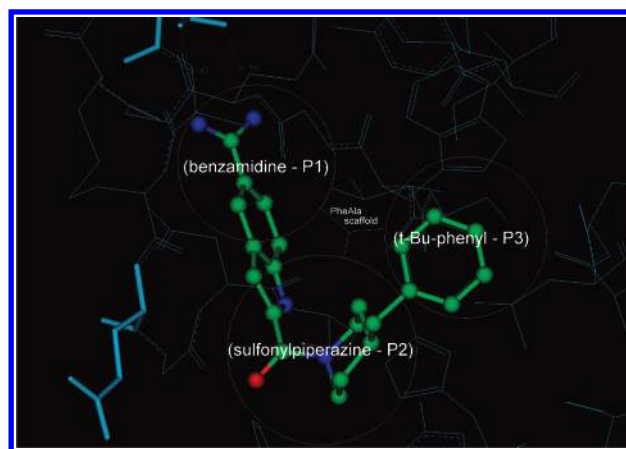 (benzamidine - P1)
PheAla
scaffold
(t-Bu-phenyl - P3)
(sulfonylpiperazine - P2)